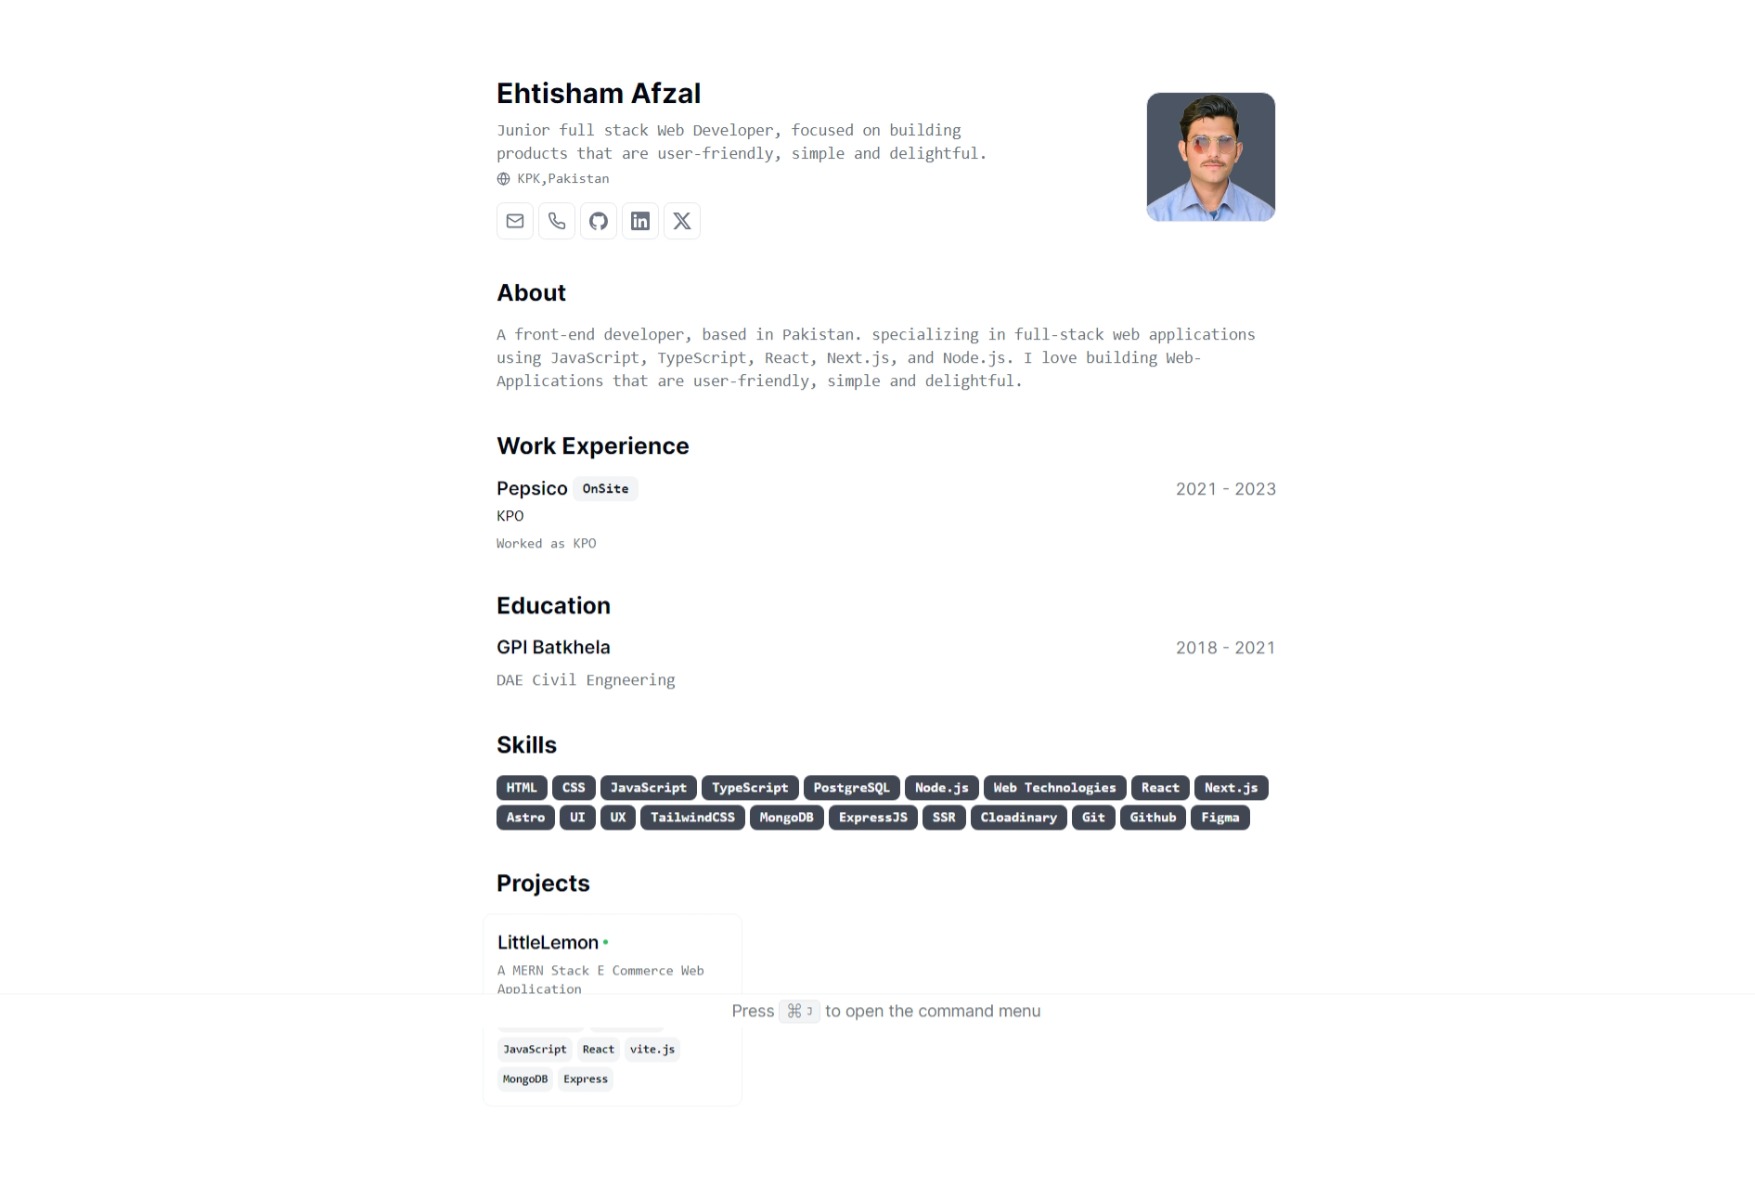 Ehtisham Afzal
Junior full stack Web Developer, focused on building
products that are user-friendly, simple and delightful.
KPK,Pakistan
About
A front-end developer, based in Pakistan. specializing in full-stack web applications
using JavaScript, TypeScript, React, Next.js, and Node.js. I love building Web-
Applications that are user-friendly, simple and delightful.
Work Experience
Pepsico OnSite 2021 - 2023
KPO
Worked as KPO
Education
GPI Batkhela 2018 - 2021
DAE Civil Engneering
Skills
HTML CSS JavaScript TypeScript PostgreSQL Node.js Web Technologies React Next.js
Astro UI UX TailwindCSS MongoDB ExpressJS SSR Cloadinary Git Github Figma
Projects
LittleLemon
A MERN Stack E Commerce Web
Application
Press ⌘ J to open the command menu
JavaScript React vite.js
MongoDB Express